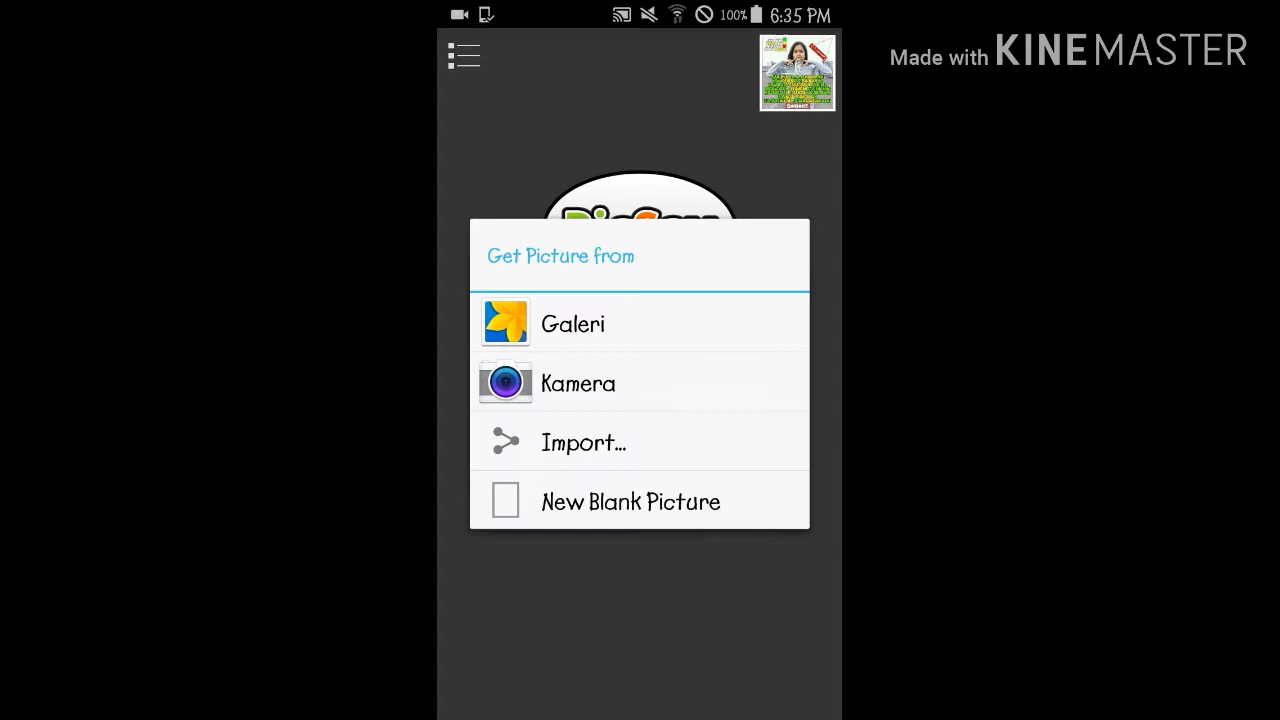 100% 6:35 PM
Made with KINEMASTER
Get Picture from
Galeri
Kamera
Import...
New Blank Picture